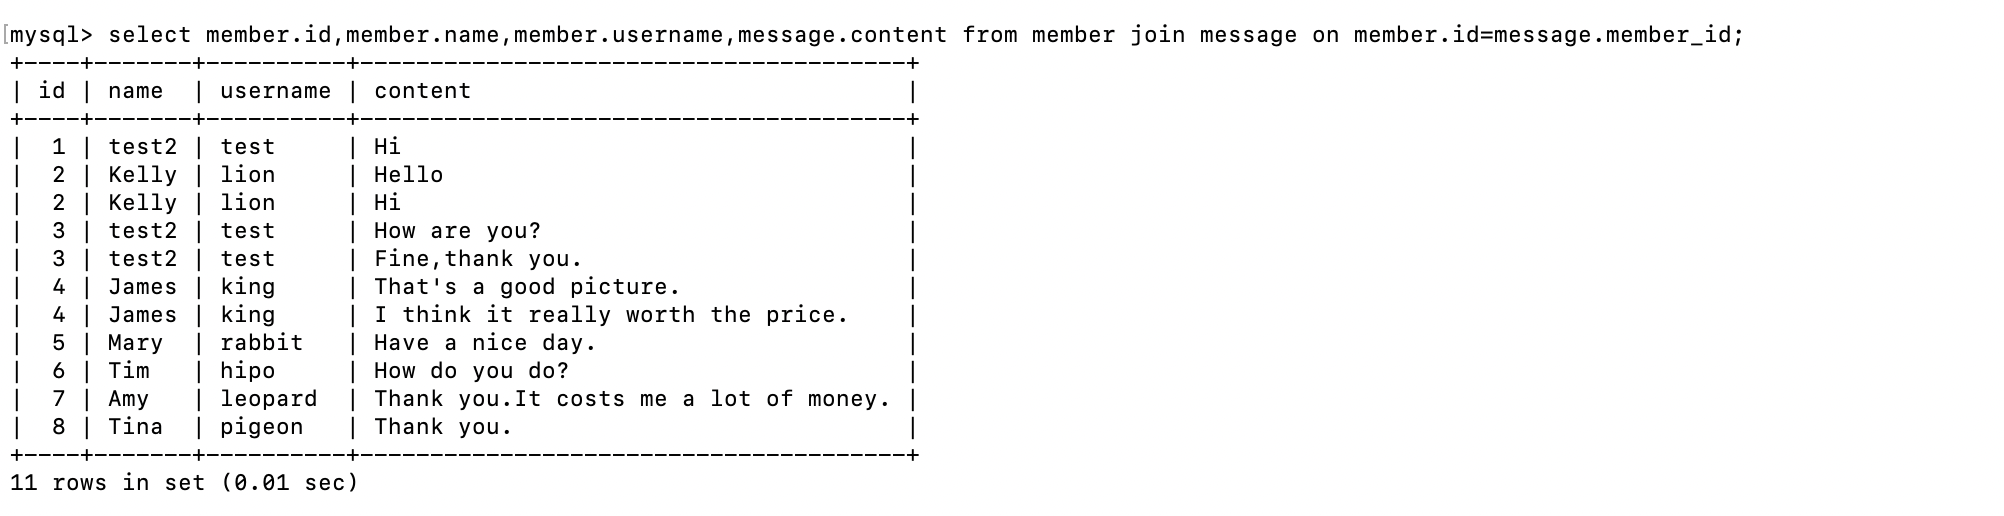 mysql> select member.id,member.name,member.username,message.content from member join message on member.id=message.member_id;
+----+-------+----------+---------------------------------------+
| id | name  | username | content                               |
+----+-------+----------+---------------------------------------+
|  1 | test2 | test     | Hi                                    |
|  2 | Kelly | lion     | Hello                                 |
|  2 | Kelly | lion     | Hi                                    |
|  3 | test2 | test     | How are you?                          |
|  3 | test2 | test     | Fine,thank you.                       |
|  4 | James | king     | That's a good picture.                |
|  4 | James | king     | I think it really worth the price.    |
|  5 | Mary  | rabbit   | Have a nice day.                      |
|  6 | Tim   | hipo     | How do you do?                        |
|  7 | Amy   | leopard  | Thank you.It costs me a lot of money. |
|  8 | Tina  | pigeon   | Thank you.                            |
+----+-------+----------+---------------------------------------+
11 rows in set (0.01 sec)